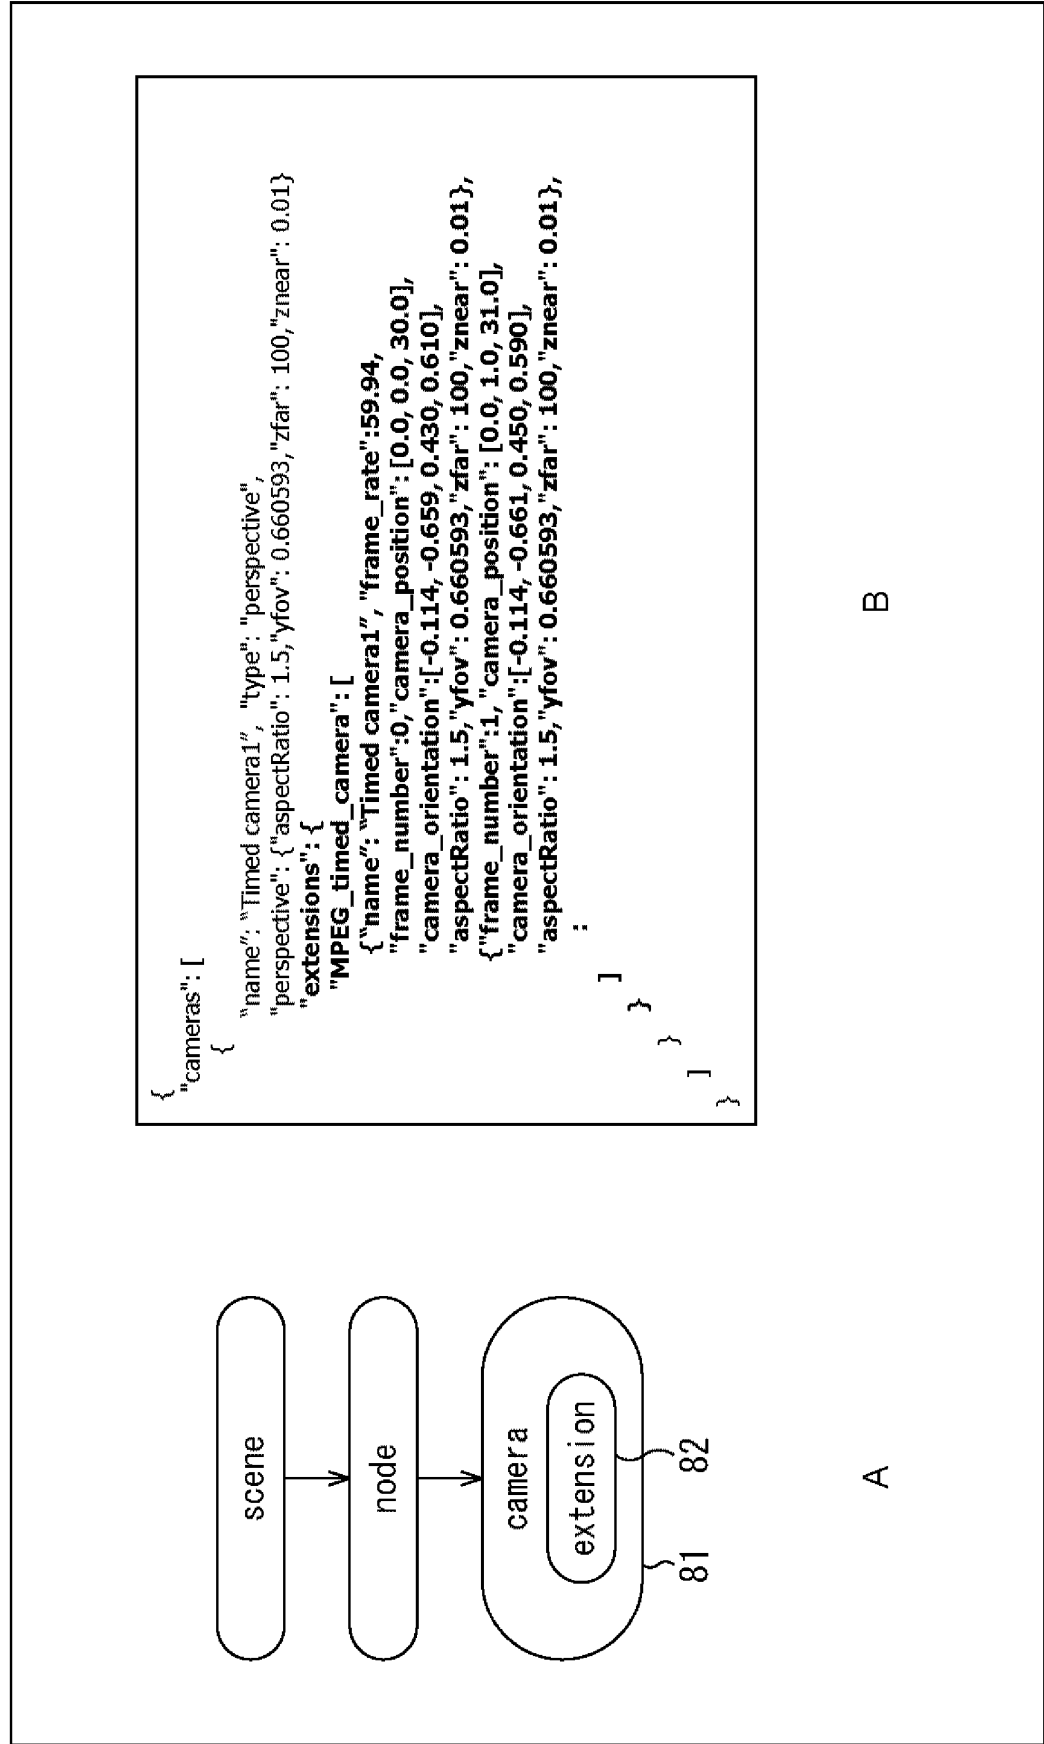 scene
node
camera
extension
81
82
A
{
"cameras": [
{
“name”: “Timed camera1”, "type": "perspective",
"perspective": {"aspectRatio": 1.5,"yfov": 0.660593,"zfar": 100,"znear": 0.01}
"extensions": {
"MPEG_timed_camera": [
{“name”: “Timed camera1”, "frame_rate":59.94,
"frame_number":0,"camera_position": [0.0, 0.0, 30.0],
"camera_orientation":[-0.114, -0.659, 0.430, 0.610],
"aspectRatio": 1.5,"yfov": 0.660593,"zfar": 100,"znear": 0.01},
{"frame_number":1, "camera_position": [0.0, 1.0, 31.0],
"camera_orientation":[-0.114, -0.661, 0.450, 0.590],
"aspectRatio": 1.5,"yfov": 0.660593,"zfar": 100,"znear": 0.01},
:
]
}
}
]
}
B